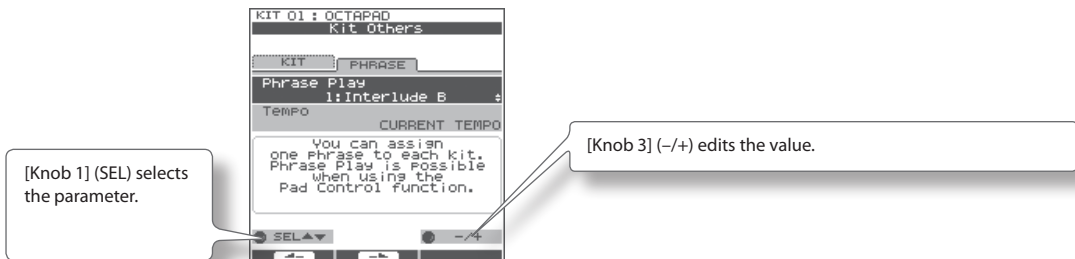 KIT 01 : OCTAPAD
Kit Others
KIT
PHRASE
Phrase Play
1:Interlude B
Tempo
CURRENT TEMPO
You can assign
one phrase to each kit.
Phrase Play is possible
when using the
Pad Control function.
SEL▲▼
−/+
[Knob 1] (SEL) selects
the parameter.
[Knob 3] (−/+) edits the value.